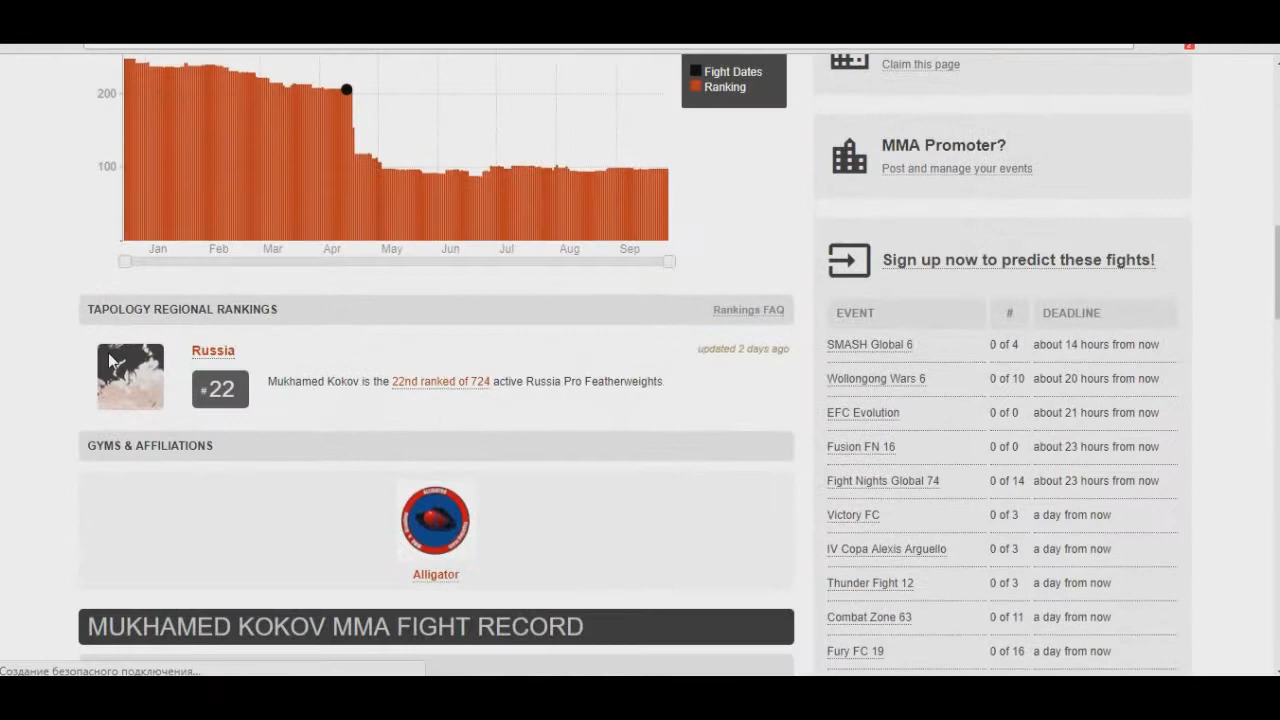 200
100
Jan Feb Mar Apr May Jun Jul Aug Sep
Fight Dates
Ranking
TAPOLOGY REGIONAL RANKINGS
Rankings FAQ
Russia
updated 2 days ago
#22
Mukhamed Kokov is the 22nd ranked of 724 active Russia Pro Featherweights.
GYMS & AFFILIATIONS
Alligator
MUKHAMED KOKOV MMA FIGHT RECORD
Создание безопасного подключения...
2
Claim this page
MMA Promoter?
Post and manage your events
Sign up now to predict these fights!
EVENT # DEADLINE
SMASH Global 6 0 of 4 about 14 hours from now
Wollongong Wars 6 0 of 10 about 20 hours from now
EFC Evolution 0 of 0 about 21 hours from now
Fusion FN 16 0 of 0 about 23 hours from now
Fight Nights Global 74 0 of 14 about 23 hours from now
Victory FC 0 of 3 a day from now
IV Copa Alexis Arguello 0 of 3 a day from now
Thunder Fight 12 0 of 3 a day from now
Combat Zone 63 0 of 11 a day from now
Fury FC 19 0 of 16 a day from now